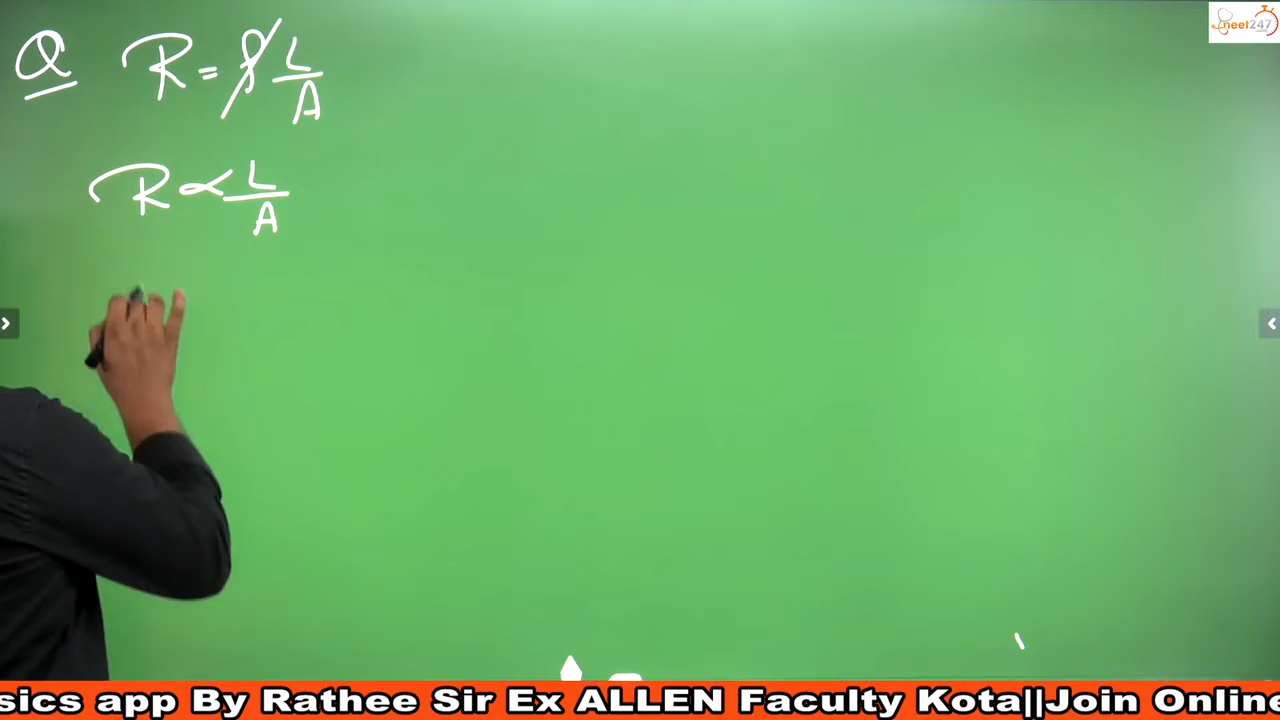 neet247
Q R = ρ L/A
R ∝ L/A
sics app By Rathee Sir Ex ALLEN Faculty Kota||Join Online